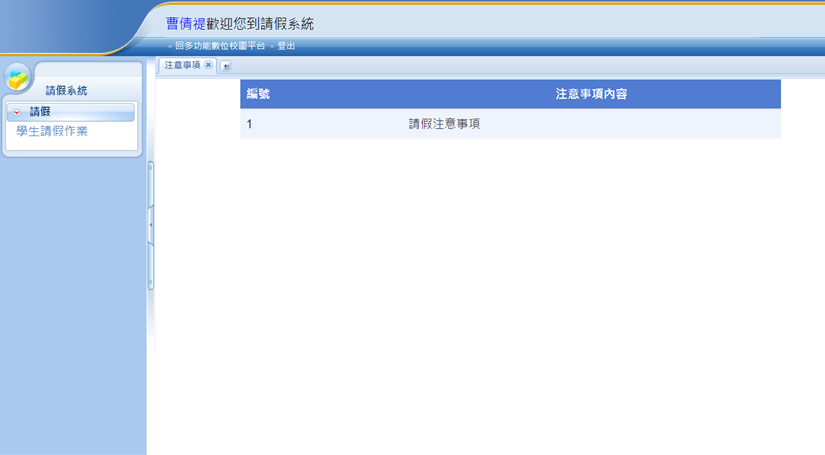 曹倩禔歡迎您到請假系統
回多功能數位校園平台 登出
請假系統
請假
學生請假作業
注意事項
編號 注意事項內容
1 請假注意事項